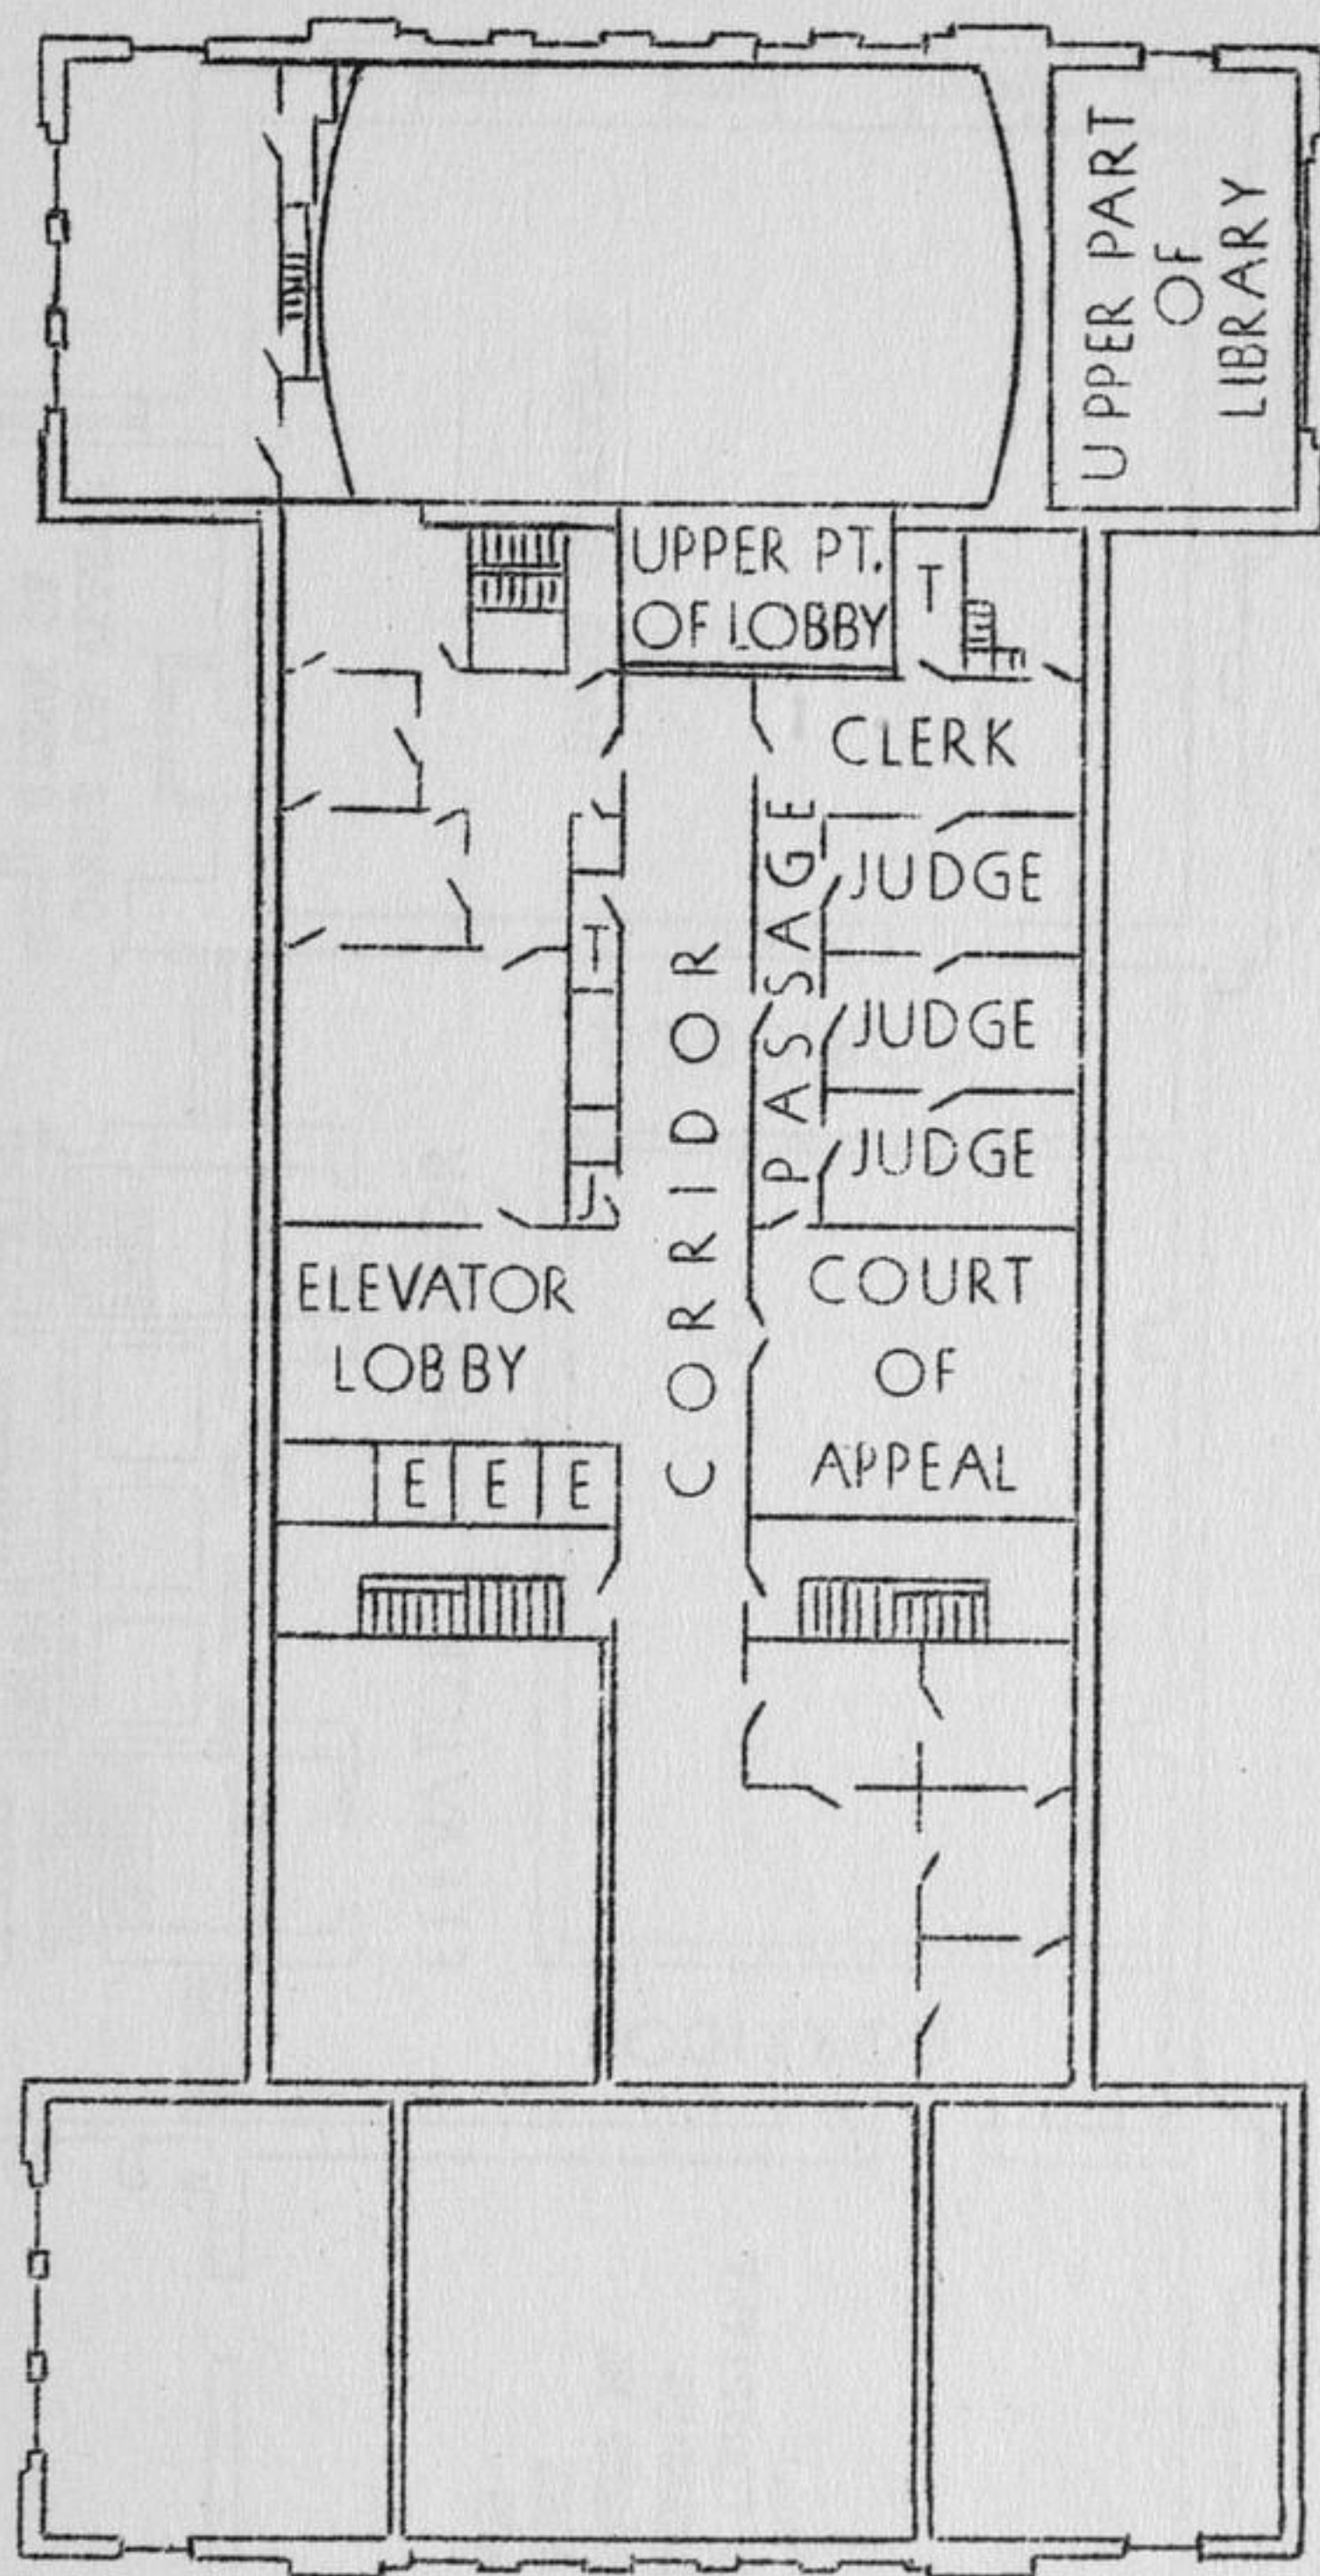 UPPER PART
OF
LIBRARY
UPPER PT.
OF LOBBY
T
CLERK
PASSAGE
JUDGE
T
CORRIDOR
JUDGE
JUDGE
J
ELEVATOR
LOBBY
COURT
OF
APPEAL
E E E